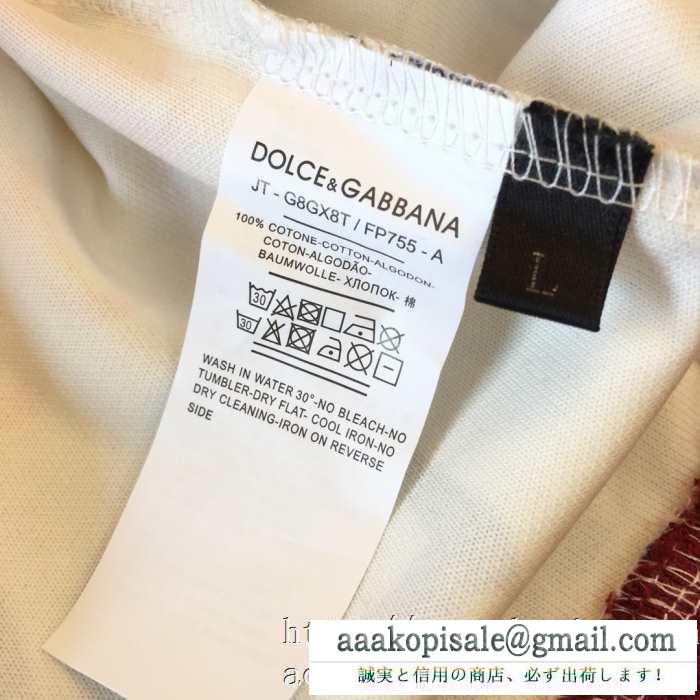 DOLCE&GABBANA
JT - G8GX8T / FP755 - A
100% COTONE-COTTON-ALGODON-
COTON-ALGODÃO-
BAUMWOLLE- ХЛОПОК- 棉
30
30
WASH IN WATER 30°-NO BLEACH-NO
TUMBLER-DRY FLAT- COOL IRON-NO
DRY CLEANING-IRON ON REVERSE
SIDE
aaakopisale@gmail.com
誠実と信用の商店、必ず出荷します!